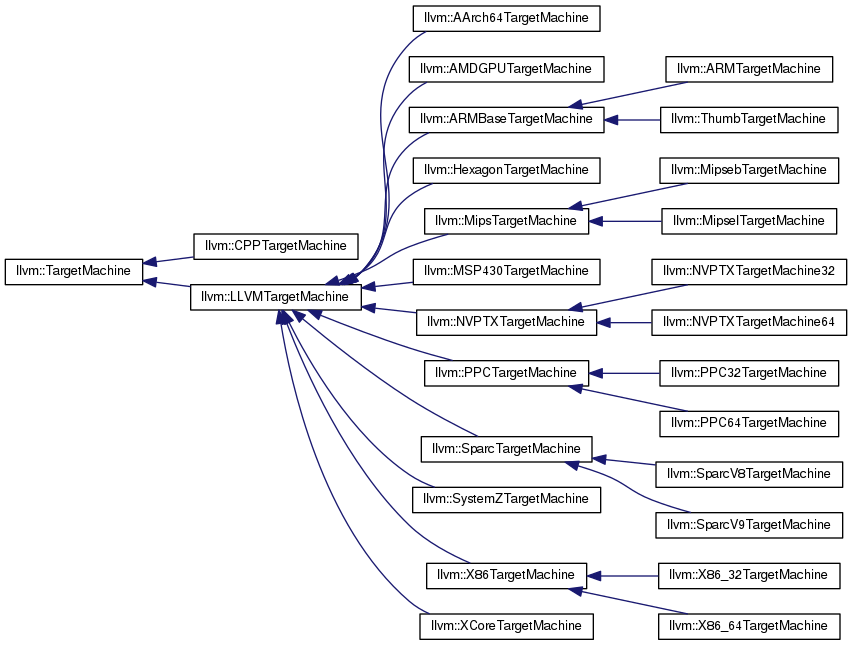 llvm::AArch64TargetMachine
llvm::AMDGPUTargetMachine
llvm::ARMTargetMachine
llvm::ARMBaseTargetMachine
llvm::ThumbTargetMachine
llvm::HexagonTargetMachine
llvm::MipsebTargetMachine
llvm::MipsTargetMachine
llvm::MipselTargetMachine
llvm::CPPTargetMachine
llvm::TargetMachine
llvm::MSP430TargetMachine
llvm::NVPTXTargetMachine32
llvm::LLVMTargetMachine
llvm::NVPTXTargetMachine
llvm::NVPTXTargetMachine64
llvm::PPCTargetMachine
llvm::PPC32TargetMachine
llvm::PPC64TargetMachine
llvm::SparcTargetMachine
llvm::SparcV8TargetMachine
llvm::SystemZTargetMachine
llvm::SparcV9TargetMachine
llvm::X86TargetMachine
llvm::X86_32TargetMachine
llvm::XCoreTargetMachine
llvm::X86_64TargetMachine